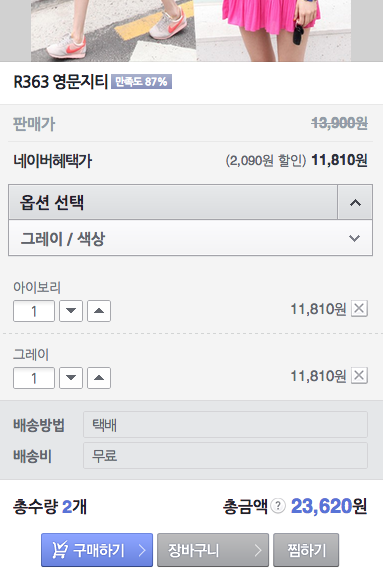 R363 영문지티 만족도 87%
판매가 13,900원
네이버혜택가 (2,090원 할인) 11,810원
옵션 선택
그레이 / 색상
아이보리
1 11,810원
그레이
1 11,810원
배송방법 택배
배송비 무료
총수량 2개 총금액 ? 23,620원
구매하기 장바구니 찜하기